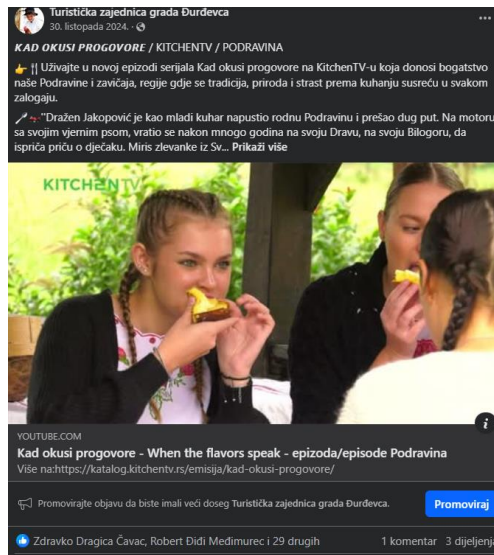 Turistička zajednica grada Đurđevca
30. listopada 2024. ·
KAD OKUSI PROGOVORE / KITCHENTV / PODRAVINA
Uživajte u novoj epizodi serijala Kad okusi progovore na KitchenTV-u koja donosi bogatstvo
naše Podravine i zavičaja, regije gdje se tradicija, priroda i strast prema kuhanju susreću u svakom
zalogaju.
"Dražen Jakopović je kao mladi kuhar napustio rodnu Podravinu i prešao dug put. Na motoru
sa svojim vjernim psom, vratio se nakon mnogo godina na svoju Dravu, na svoju Bilogoru, da
ispriča priču o dječaku. Miris zlevanke iz Sv... Prikaži više
KITCHENTV
YOUTUBE.COM
Kad okusi progovore - When the flavors speak - epizoda/episode Podravina
Više na:https://katalog.kitchentv.rs/emisija/kad-okusi-progovore/
Promovirajte objavu da biste imali veći doseg Turistička zajednica grada Đurđevca.
Promoviraj
Zdravko Dragica Čavac, Robert Điđi Međimurec i 29 drugih
1 komentar 3 dijeljenja